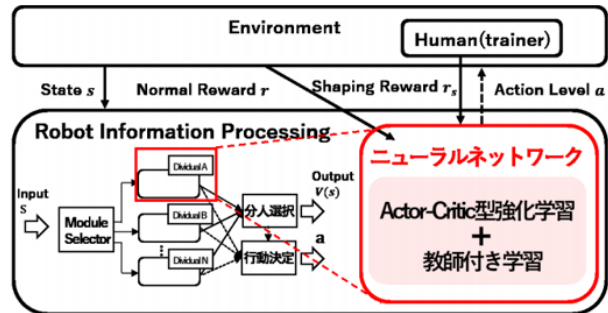 Environment
Human(trainer)
State s
Normal Reward r
Shaping Reward rₛ
Action Level a
Robot Information Processing
ニューラルネットワーク
Actor-Critic型強化学習
+
教師付き学習
Input
S
Module
Selector
Dividual A
Dividual B
⋮
Dividual N
分人選択
行動決定
Output
V(s)
a